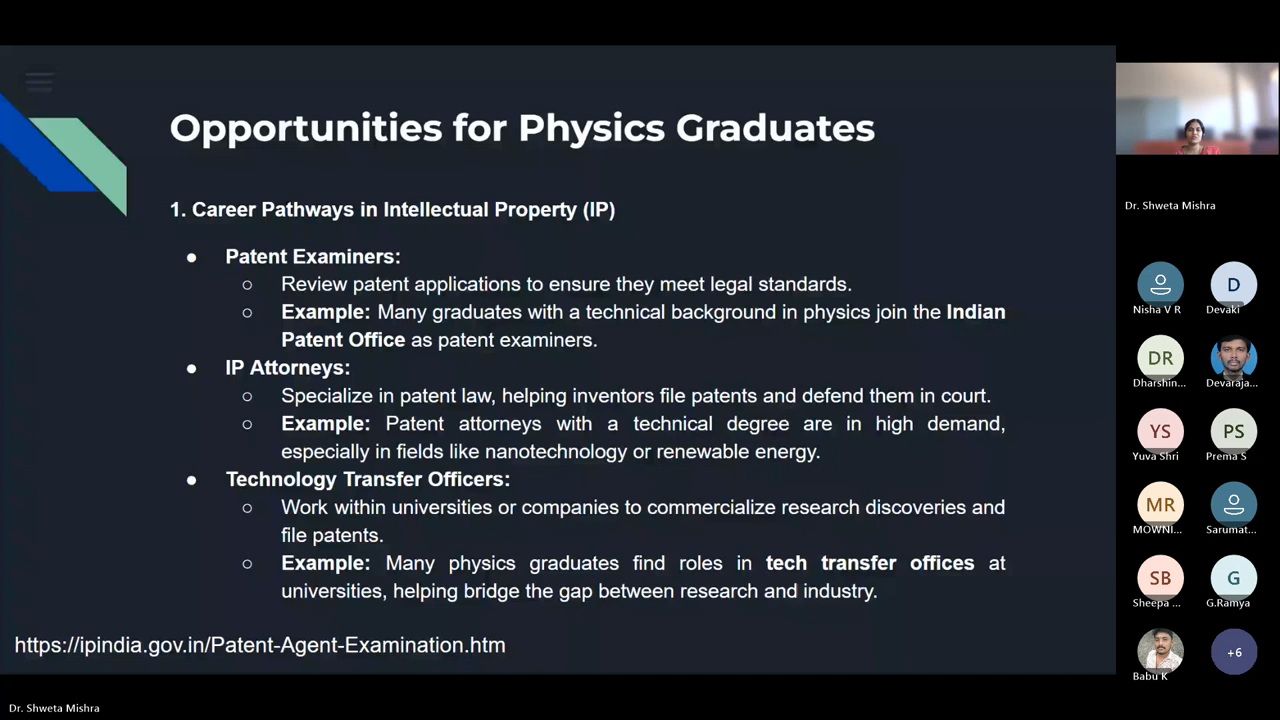 Opportunities for Physics Graduates
1. Career Pathways in Intellectual Property (IP)
● Patent Examiners:
○ Review patent applications to ensure they meet legal standards.
○ Example: Many graduates with a technical background in physics join the Indian
Patent Office as patent examiners.
● IP Attorneys:
○ Specialize in patent law, helping inventors file patents and defend them in court.
○ Example: Patent attorneys with a technical degree are in high demand,
especially in fields like nanotechnology or renewable energy.
● Technology Transfer Officers:
○ Work within universities or companies to commercialize research discoveries and
file patents.
○ Example: Many physics graduates find roles in tech transfer offices at
universities, helping bridge the gap between research and industry.
https://ipindia.gov.in/Patent-Agent-Examination.htm
Dr. Shweta Mishra
Dr. Shweta Mishra
D
Nisha V R
Devaki
DR
Dharshin...
Devaraja...
YS
PS
Yuva Shri
Prema S
MR
MOWNI...
Sarumat...
SB
G
Sheepa ...
G.Ramya
Babu K
+6